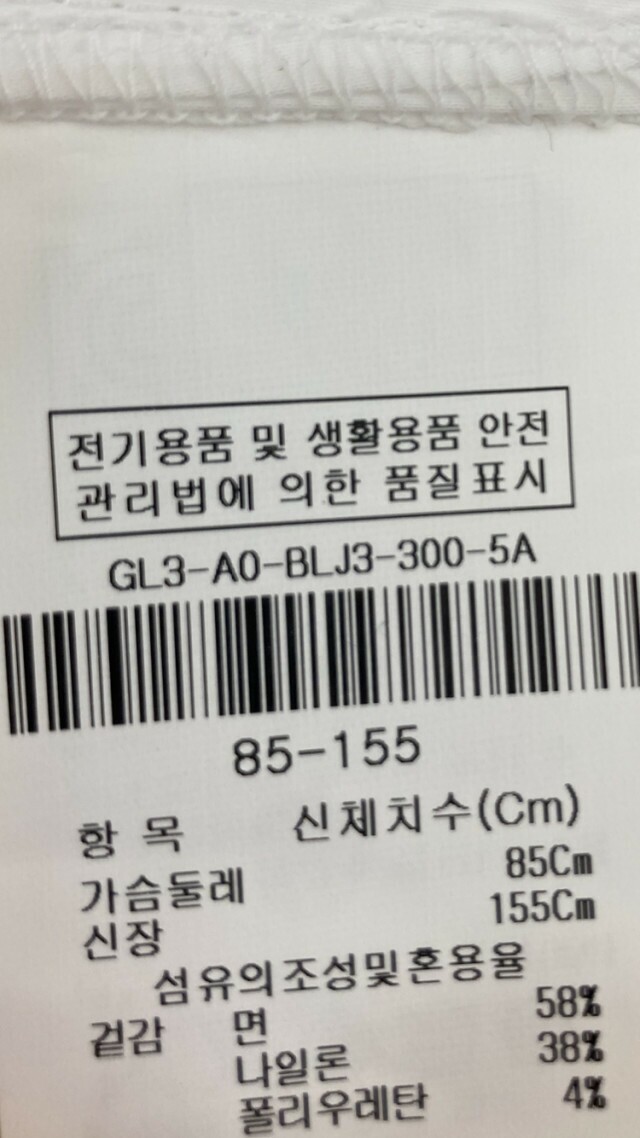 전기용품 및 생활용품 안전
관리법에 의한 품질표시
GL3-A0-BLJ3-300-5A
85-155
항 목 신체치수(Cm)
가슴둘레 85Cm
신장 155Cm
섬유의조성및혼용율
겉감 면 58%
나일론 38%
폴리우레탄 4%